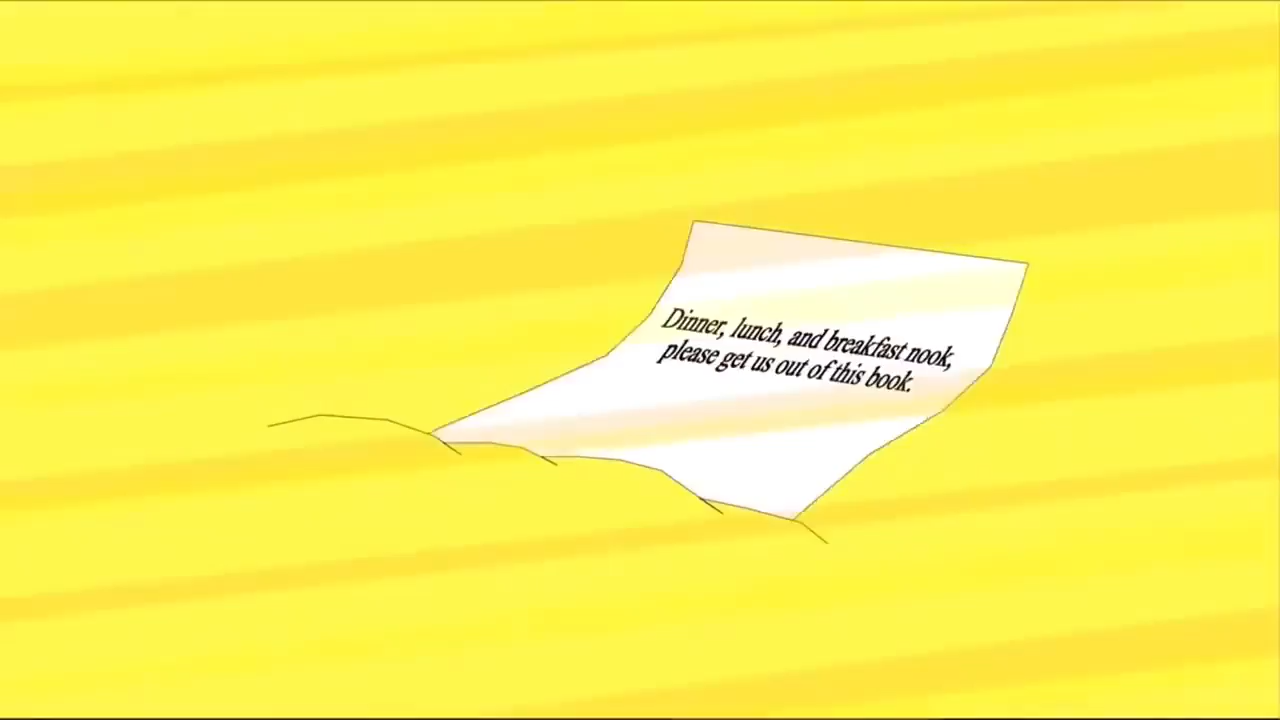 Dinner, lunch, and breakfast nook,
please get us out of this book.